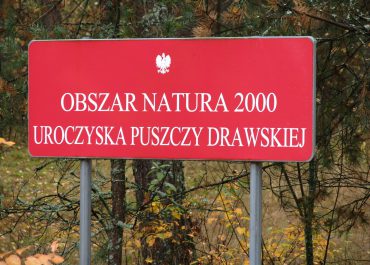 OBSZAR NATURA 2000
UROCZYSKA PUSZCZY DRAWSKIEJ